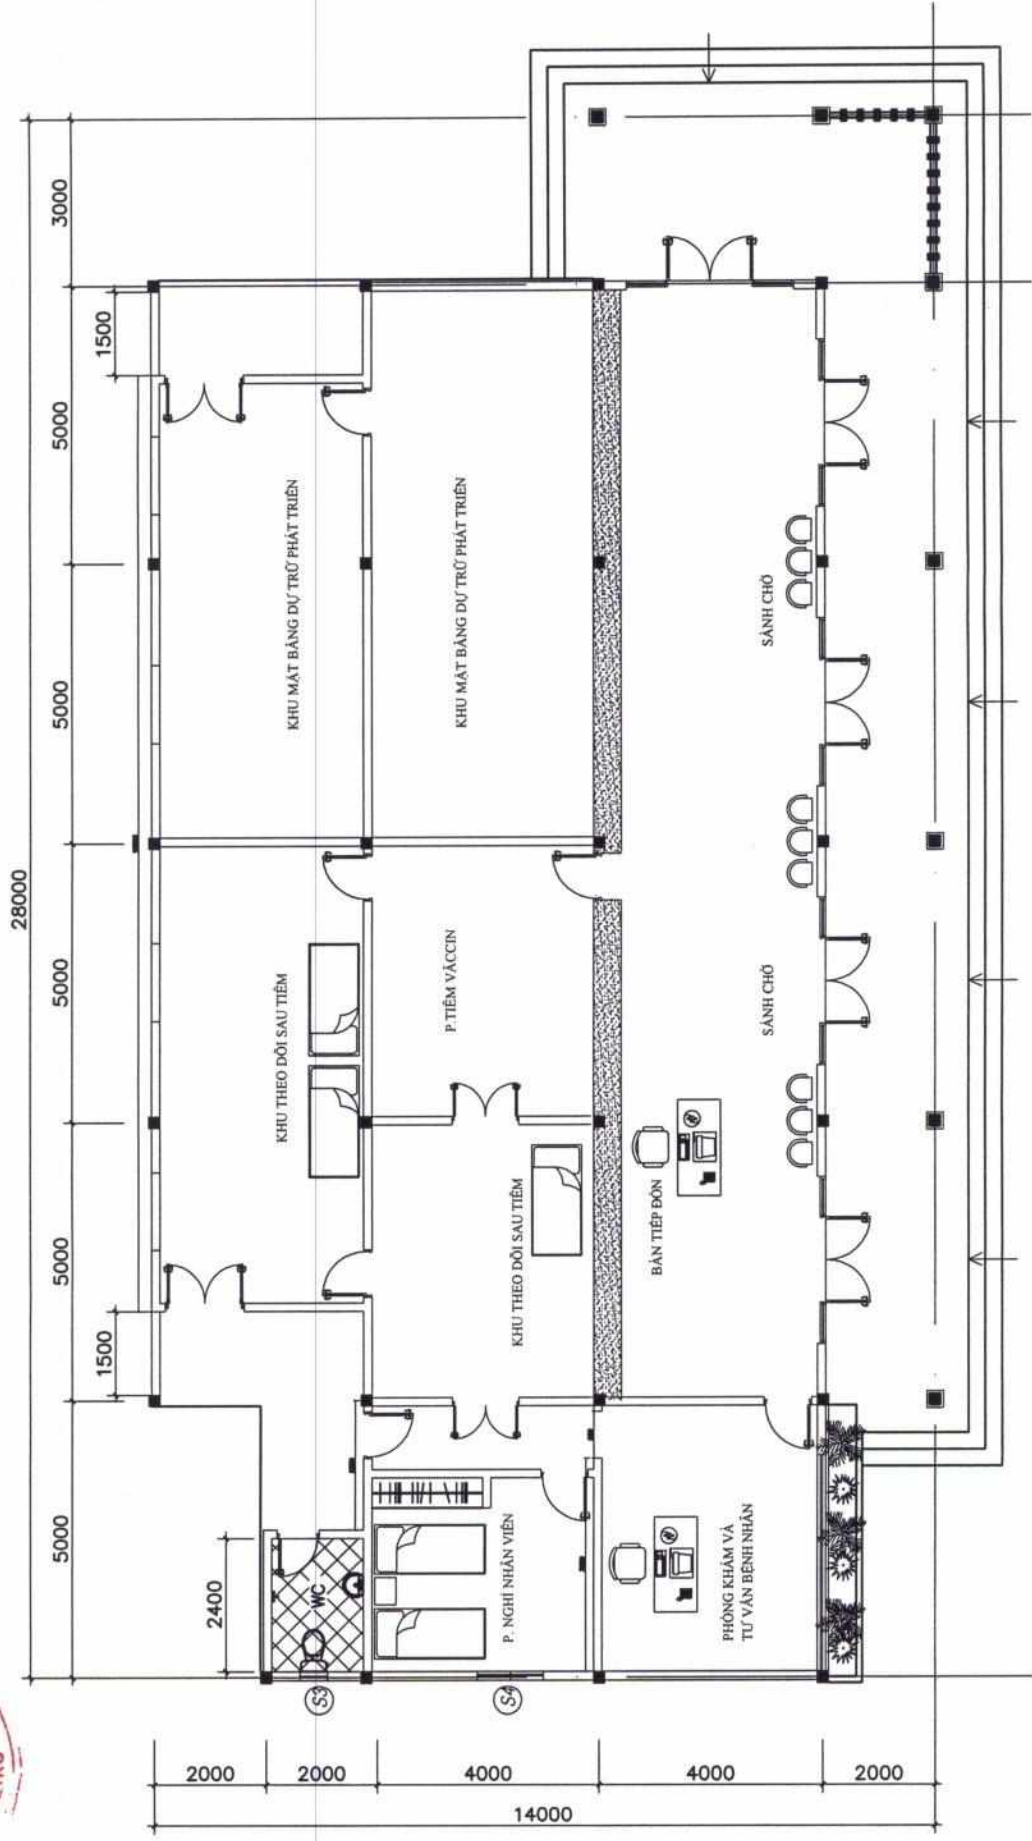 28000
3000
5000
5000
5000
5000
5000
1500
1500
2400
KHU MẶT BẰNG DỰ TRỮ PHÁT TRIỂN
KHU MẶT BẰNG DỰ TRỮ PHÁT TRIỂN
KHU THEO DÕI SAU TIÊM
P.TIÊM VĂCCIN
KHU THEO DÕI SAU TIÊM
SẢNH CHỜ
SẢNH CHỜ
BÀN TIẾP ĐÓN
WC
P. NGHỈ NHÂN VIÊN
PHÒNG KHÁM VÀ
TƯ VẤN BỆNH NHÂN
S3
S4
2000
2000
4000
4000
2000
14000